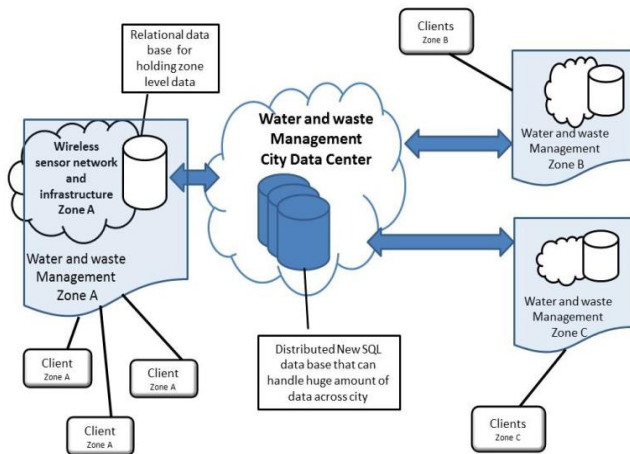 Relational data
base for
holding zone
level data
Wireless
sensor network
and
infrastructure
Zone A
Water and waste
Management
Zone A
Client
Zone A
Client
Zone A
Client
Zone A
Water and waste
Management
City Data Center
Distributed New SQL
data base that can
handle huge amount of
data across city
Clients
Zone B
Water and waste
Management
Zone B
Water and waste
Management
Zone C
Clients
Zone C